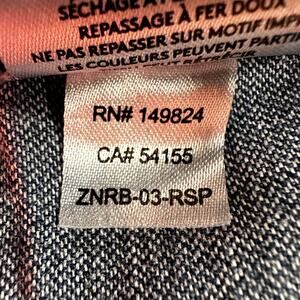 SÉCHAGE
REPASSAGE À FER DOUX
NE PAS REPASSER SUR MOTIF
LES COULEURS PEUVENT
RN# 149824
CA# 54155
ZNRB-03-RSP